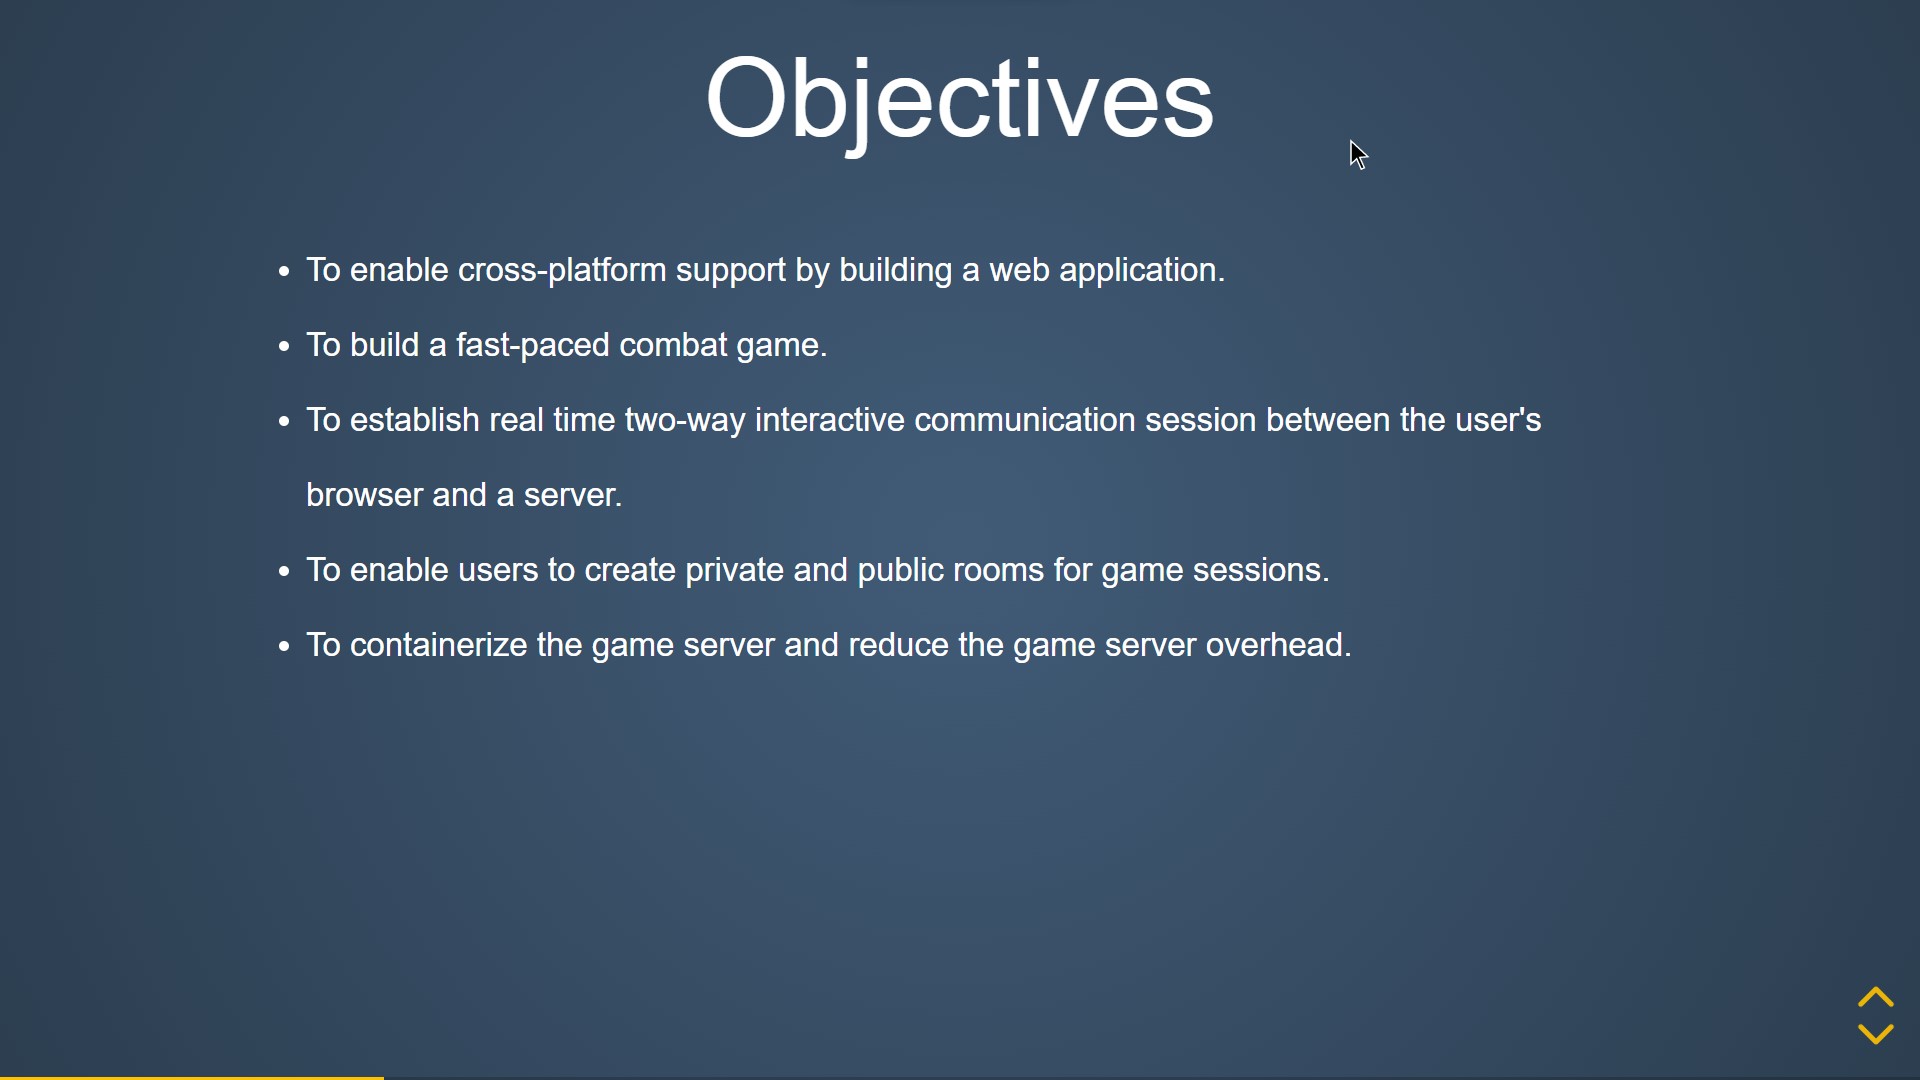 Objectives
• To enable cross-platform support by building a web application.
• To build a fast-paced combat game.
• To establish real time two-way interactive communication session between the user's
browser and a server.
• To enable users to create private and public rooms for game sessions.
• To containerize the game server and reduce the game server overhead.